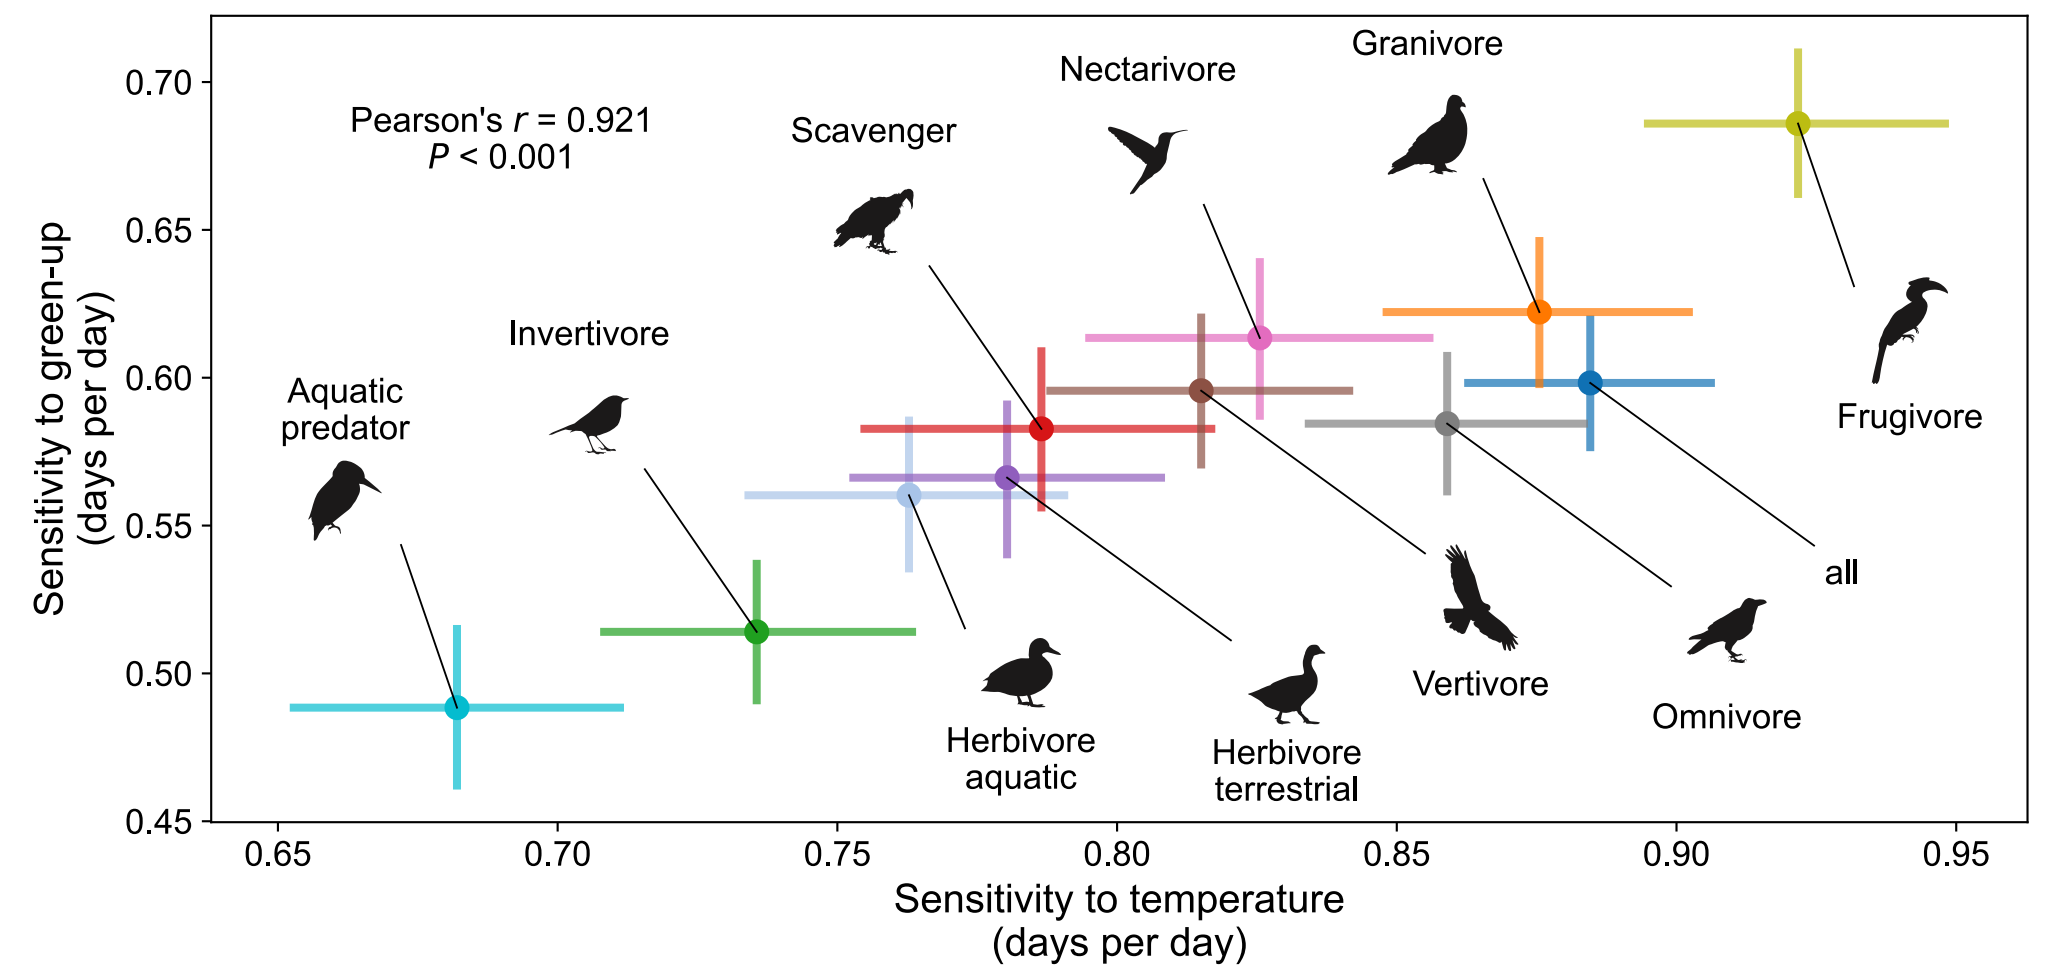 Granivore
Nectarivore
Pearson's r = 0.921
P < 0.001
Scavenger
Invertivore
Aquatic
predator
Frugivore
all
Vertivore
Omnivore
Herbivore
aquatic
Herbivore
terrestrial
Sensitivity to green-up
(days per day)
0.70
0.65
0.60
0.55
0.50
0.45
0.65 0.70 0.75 0.80 0.85 0.90 0.95
Sensitivity to temperature
(days per day)